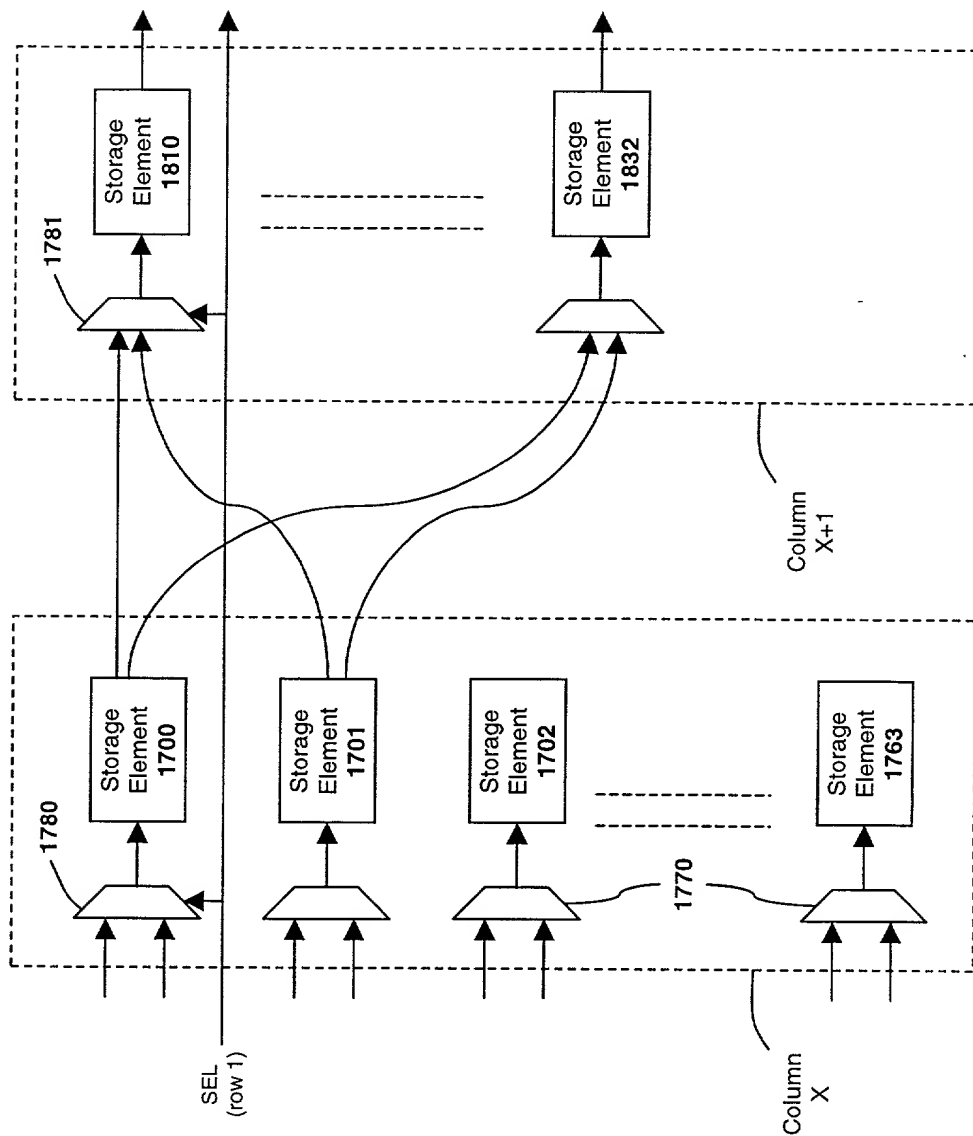 1780
Storage
Element
1700
Storage
Element
1701
Storage
Element
1702
Storage
Element
1763
1770
SEL
(row 1)
Column
X
1781
Storage
Element
1810
Storage
Element
1832
Column
X+1